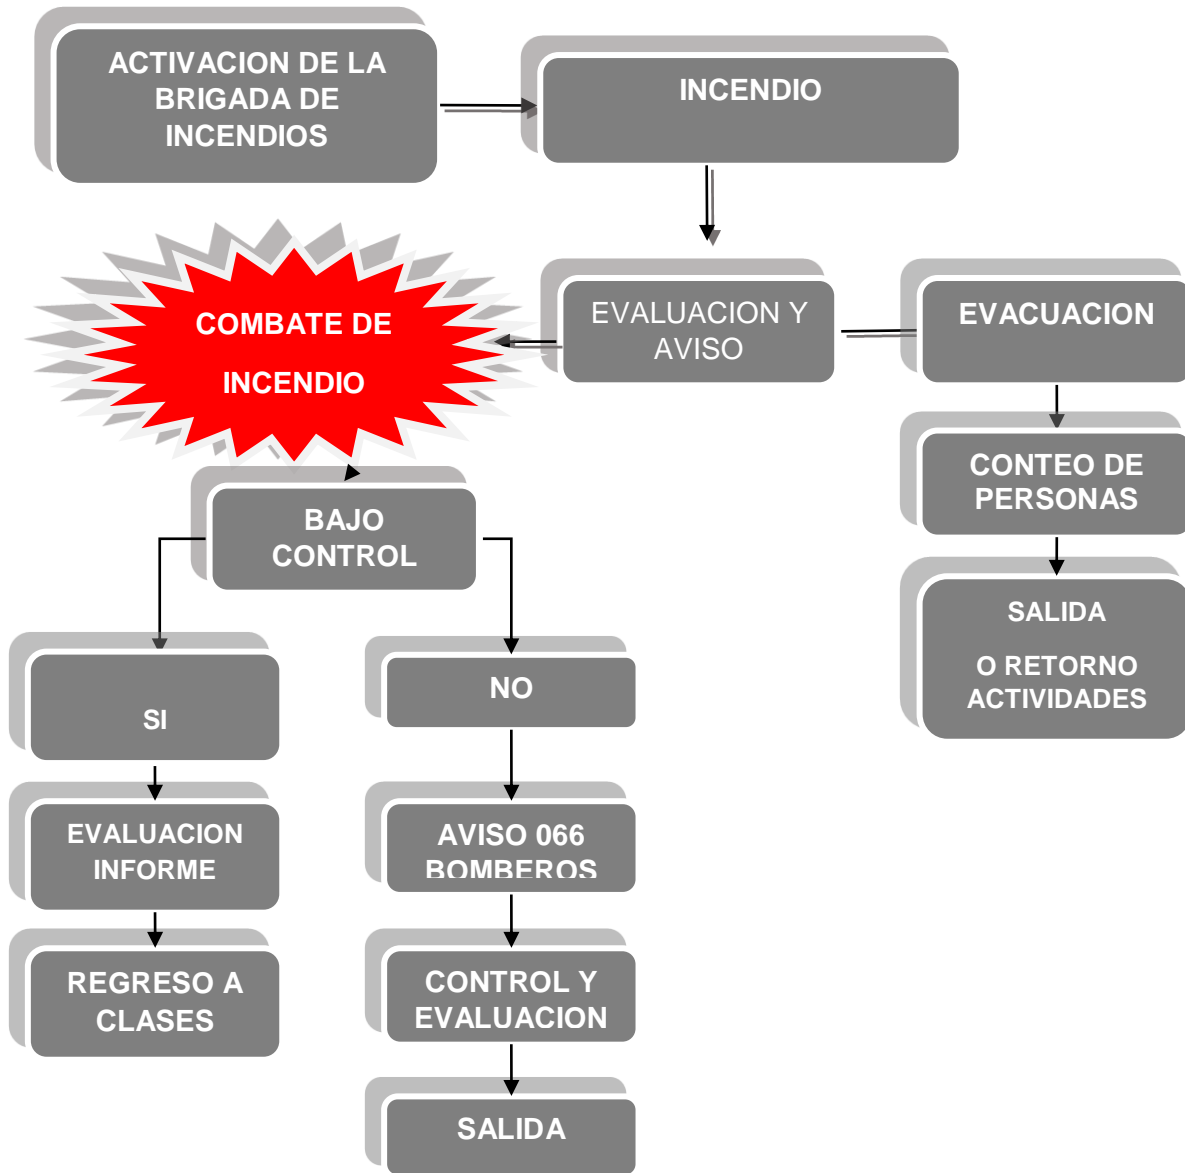 ACTIVACION DE LA
BRIGADA DE
INCENDIOS
INCENDIO
COMBATE DE
INCENDIO
EVALUACION Y
AVISO
EVACUACION
CONTEO DE
PERSONAS
SALIDA
O RETORNO
ACTIVIDADES
BAJO
CONTROL
SI
NO
EVALUACION
INFORME
AVISO 066
BOMBEROS
REGRESO A
CLASES
CONTROL Y
EVALUACION
SALIDA